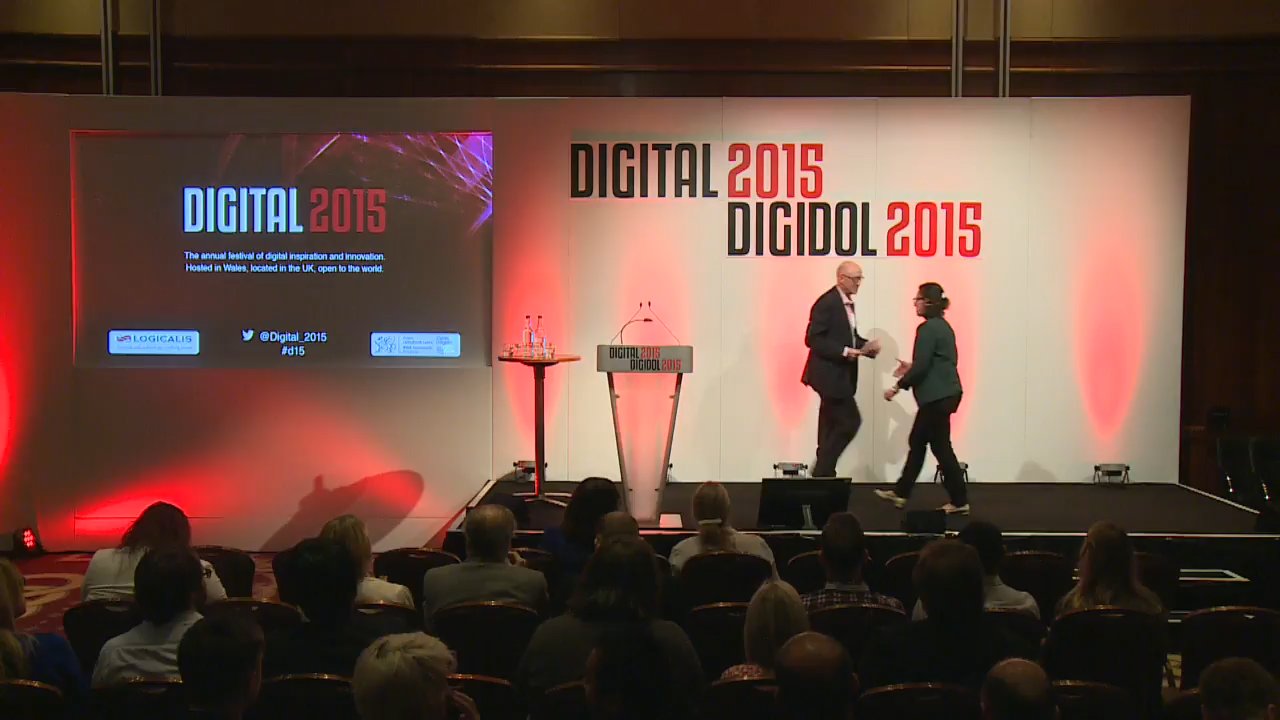 DIGITAL 2015
The annual festival of digital inspiration and innovation.
Hosted in Wales, located in the UK, open to the world.
LOGICALIS
@Digital_2015
#d15
DIGITAL 2015
DIGIDOL 2015
DIGITAL 2015
DIGIDOL 2015